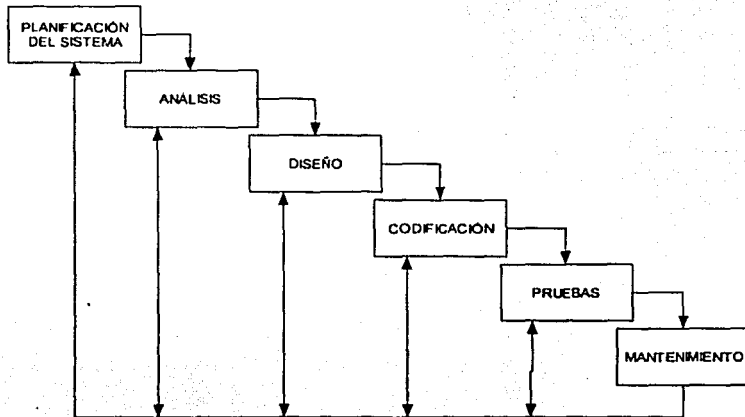 PLANIFICACIÓN
DEL SISTEMA
ANÁLISIS
DISEÑO
CODIFICACIÓN
PRUEBAS
MANTENIMIENTO